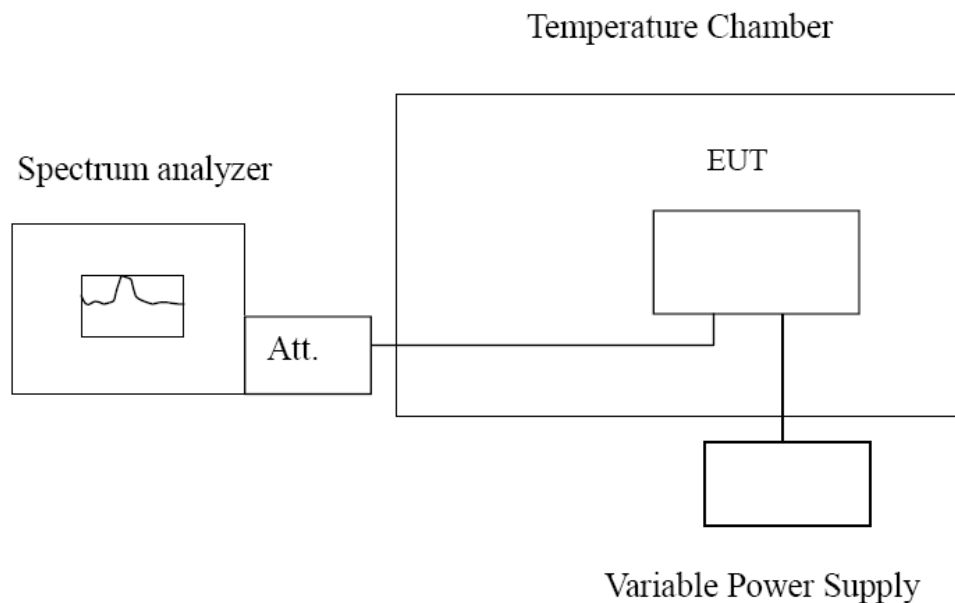 Temperature Chamber
Spectrum analyzer
EUT
Att.
Variable Power Supply